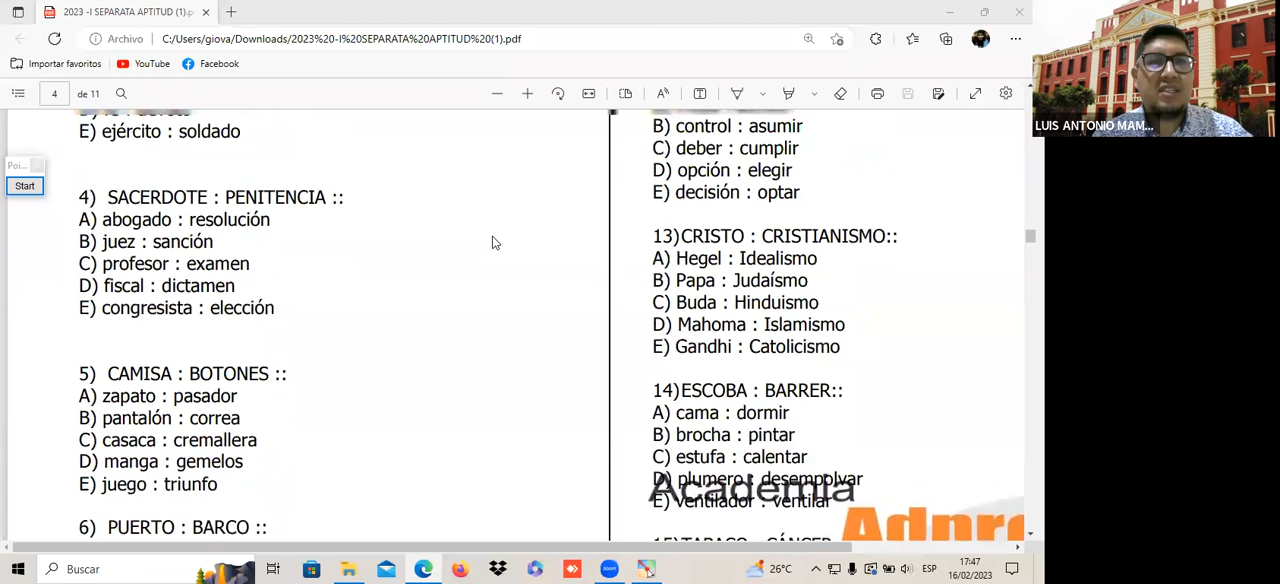 2023 -I SEPARATA APTITUD (1).p
Archivo
C:/Users/giova/Downloads/2023%20-I%20SEPARATA%20APTITUD%20(1).pdf
Importar favoritos
YouTube
Facebook
4
de 11
LUIS ANTONIO MAM...
Poi...
Start
E) ejército : soldado
4) SACERDOTE : PENITENCIA ::
A) abogado : resolución
B) juez : sanción
C) profesor : examen
D) fiscal : dictamen
E) congresista : elección
5) CAMISA : BOTONES ::
A) zapato : pasador
B) pantalón : correa
C) casaca : cremallera
D) manga : gemelos
E) juego : triunfo
6) PUERTO : BARCO ::
B) control : asumir
C) deber : cumplir
D) opción : elegir
E) decisión : optar
13)CRISTO : CRISTIANISMO::
A) Hegel : Idealismo
B) Papa : Judaísmo
C) Buda : Hinduismo
D) Mahoma : Islamismo
E) Gandhi : Catolicismo
14)ESCOBA : BARRER::
A) cama : dormir
B) brocha : pintar
C) estufa : calentar
D) plumero : desempolvar
Academia
E) ventilador : ventilar
15)TABACO : CÁNCER
Buscar
zoom
26°C
ESP
17:47
16/02/2023